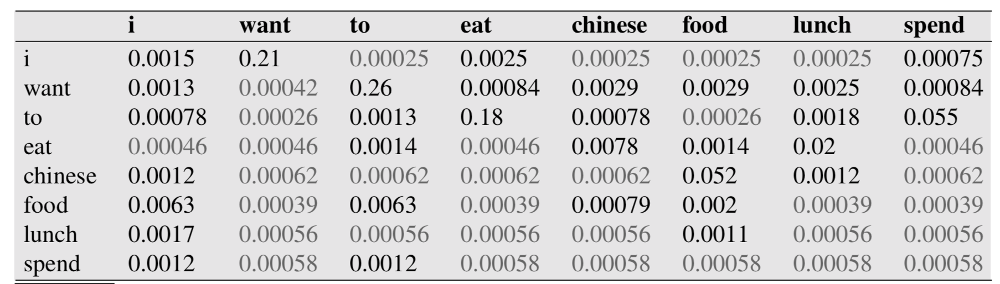 i want to eat chinese food lunch spend
i 0.0015 0.21 0.00025 0.0025 0.00025 0.00025 0.00025 0.00075
want 0.0013 0.00042 0.26 0.00084 0.0029 0.0029 0.0025 0.00084
to 0.00078 0.00026 0.0013 0.18 0.00078 0.00026 0.0018 0.055
eat 0.00046 0.00046 0.0014 0.00046 0.0078 0.0014 0.02 0.00046
chinese 0.0012 0.00062 0.00062 0.00062 0.00062 0.052 0.0012 0.00062
food 0.0063 0.00039 0.0063 0.00039 0.00079 0.002 0.00039 0.00039
lunch 0.0017 0.00056 0.00056 0.00056 0.00056 0.0011 0.00056 0.00056
spend 0.0012 0.00058 0.0012 0.00058 0.00058 0.00058 0.00058 0.00058